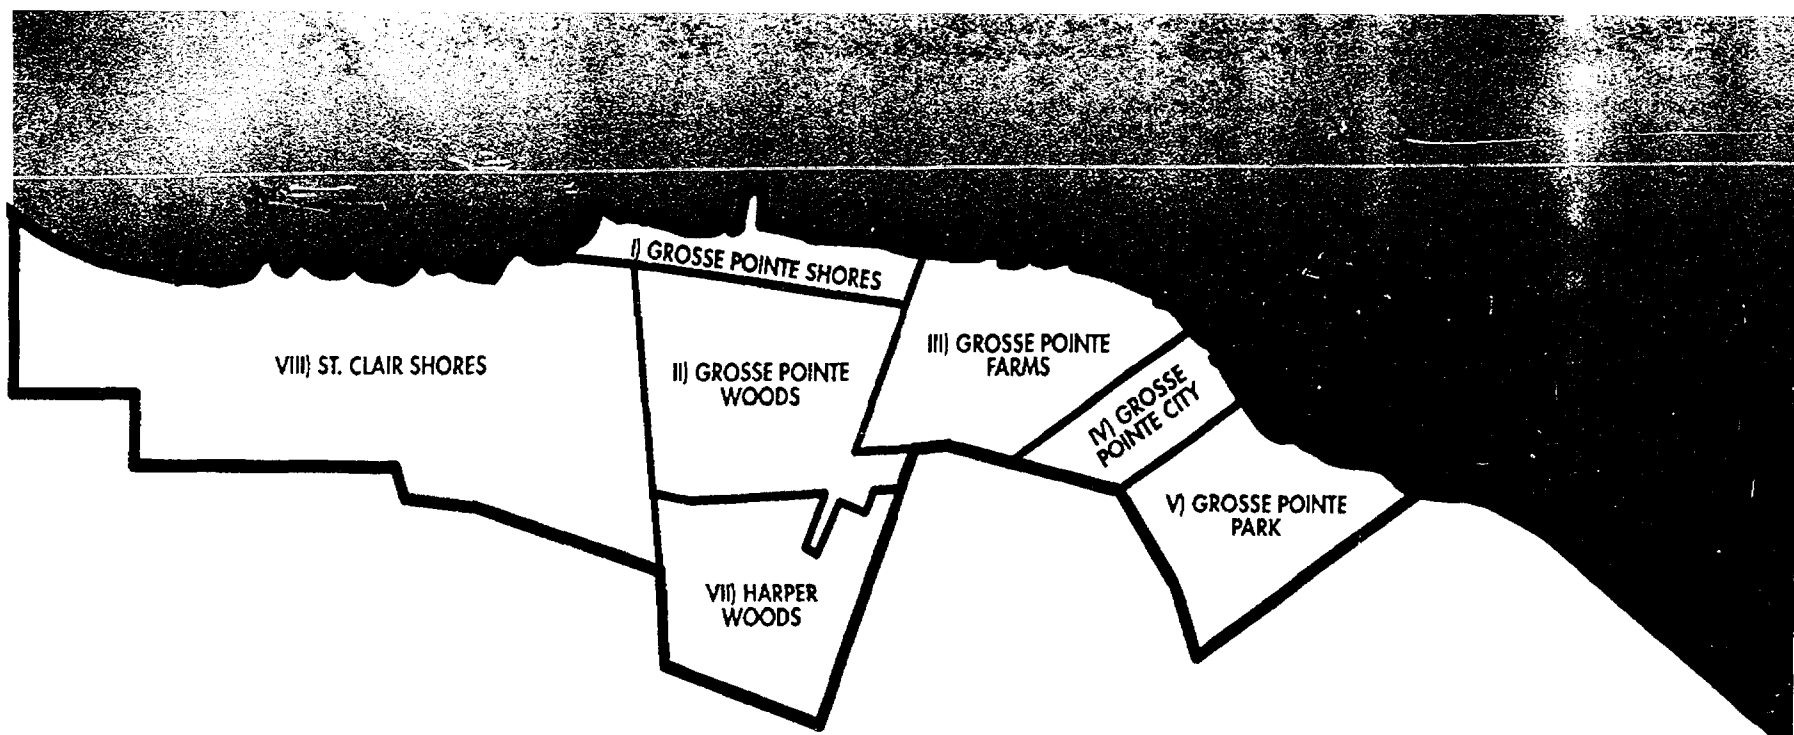 I) GROSSE POINTE SHORES
VIII) ST. CLAIR SHORES
II) GROSSE POINTE
WOODS
III) GROSSE POINTE
FARMS
IV) GROSSE
POINTE CITY
V) GROSSE POINTE
PARK
VII) HARPER
WOODS